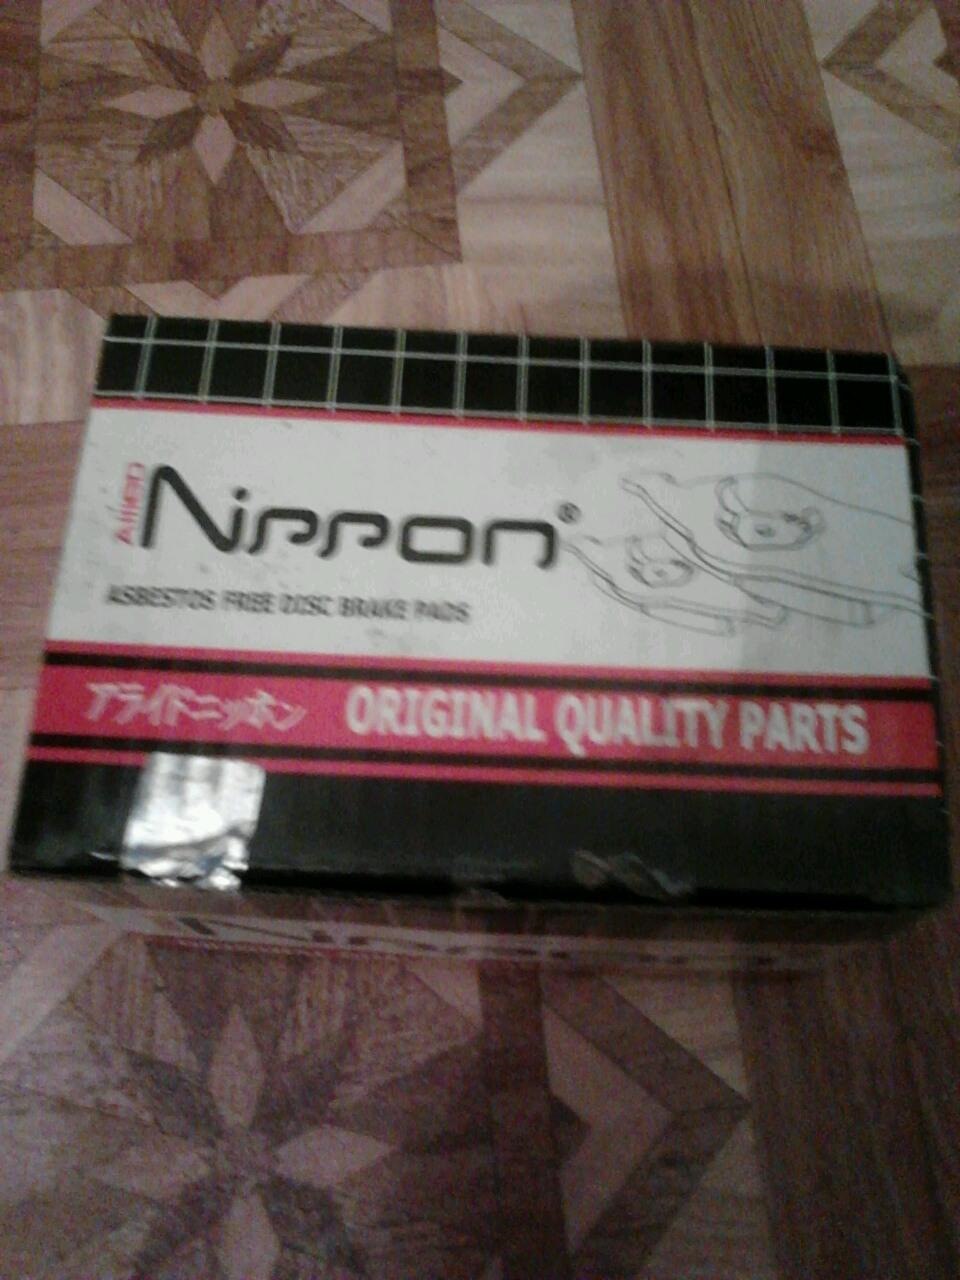 Allied Nippon®
ASBESTOS FREE DISC BRAKE PADS
アライドニッポン ORIGINAL QUALITY PARTS